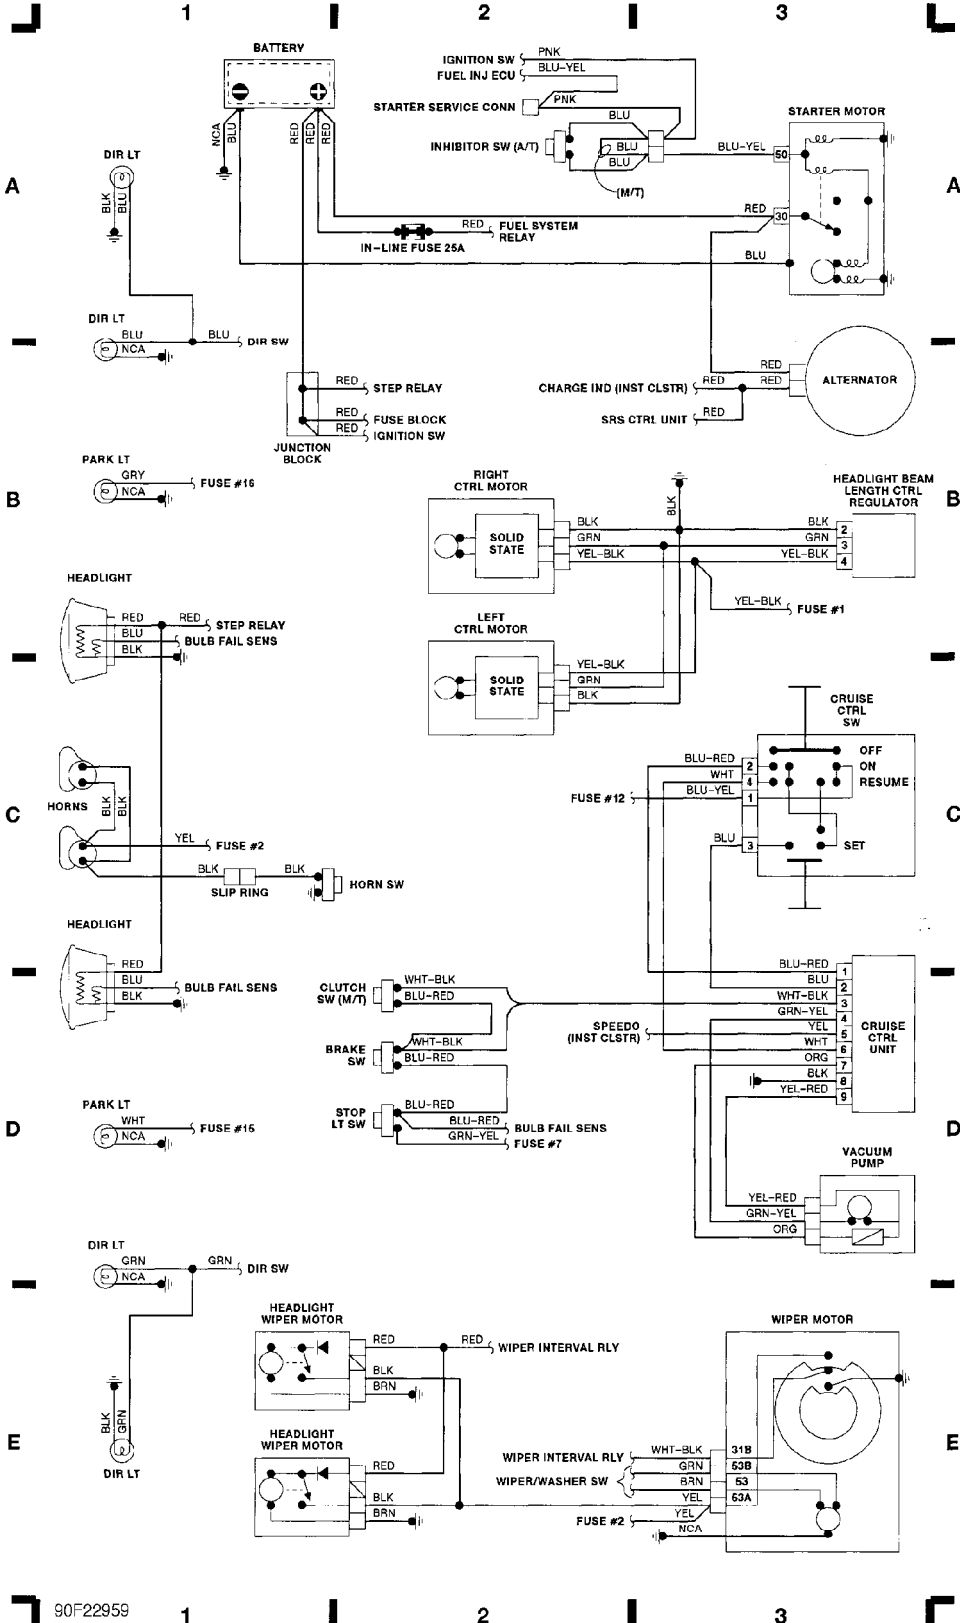 1 2 3
BATTERY
NCA
BLU
RED
RED
RED
IGNITION SW
PNK
FUEL INJ ECU
BLU-YEL
STARTER SERVICE CONN
PNK
BLU
INHIBITOR SW (A/T)
BLU
BLU
(M/T)
BLU-YEL
50
STARTER MOTOR
DIR LT
BLK
BLU
A
A
RED
30
RED
FUEL SYSTEM
RELAY
IN-LINE FUSE 25A
BLU
DIR LT
BLU
BLU
DIR SW
NCA
RED
STEP RELAY
RED
FUSE BLOCK
RED
IGNITION SW
JUNCTION
BLOCK
CHARGE IND (INST CLSTR)
RED
RED
RED
SRS CTRL UNIT
RED
ALTERNATOR
PARK LT
GRY
FUSE #16
NCA
B
B
RIGHT
CTRL MOTOR
SOLID
STATE
BLK
GRN
YEL-BLK
BLK
HEADLIGHT BEAM
LENGTH CTRL
REGULATOR
BLK
2
GRN
3
YEL-BLK
4
YEL-BLK
FUSE #1
HEADLIGHT
RED
RED
STEP RELAY
BLU
BULB FAIL SENS
BLK
LEFT
CTRL MOTOR
SOLID
STATE
YEL-BLK
GRN
BLK
CRUISE
CTRL
SW
OFF
ON
RESUME
SET
BLU-RED
2
WHT
4
FUSE #12
BLU-YEL
1
BLU
3
HORNS
BLK
BLK
C
C
YEL
FUSE #2
BLK
SLIP RING
BLK
HORN SW
HEADLIGHT
RED
BLU
BULB FAIL SENS
BLK
CLUTCH
SW (M/T)
WHT-BLK
BLU-RED
BRAKE
SW
WHT-BLK
BLU-RED
STOP
LT SW
BLU-RED
BLU-RED
BULB FAIL SENS
GRN-YEL
FUSE #7
SPEEDO
(INST CLSTR)
BLU-RED
1
BLU
2
WHT-BLK
3
GRN-YEL
4
YEL
5
WHT
6
ORG
7
BLK
8
YEL-RED
9
CRUISE
CTRL
UNIT
PARK LT
WHT
FUSE #15
NCA
D
D
VACUUM
PUMP
YEL-RED
GRN-YEL
ORG
DIR LT
GRN
GRN
DIR SW
NCA
BLK
GRN
DIR LT
HEADLIGHT
WIPER MOTOR
RED
RED
WIPER INTERVAL RLY
BLK
BRN
HEADLIGHT
WIPER MOTOR
RED
BLK
BRN
WIPER MOTOR
E
E
WIPER INTERVAL RLY
WHT-BLK
31B
GRN
53B
WIPER/WASHER SW
BRN
53
YEL
53A
FUSE #2
YEL
NCA
90F22959
1 2 3